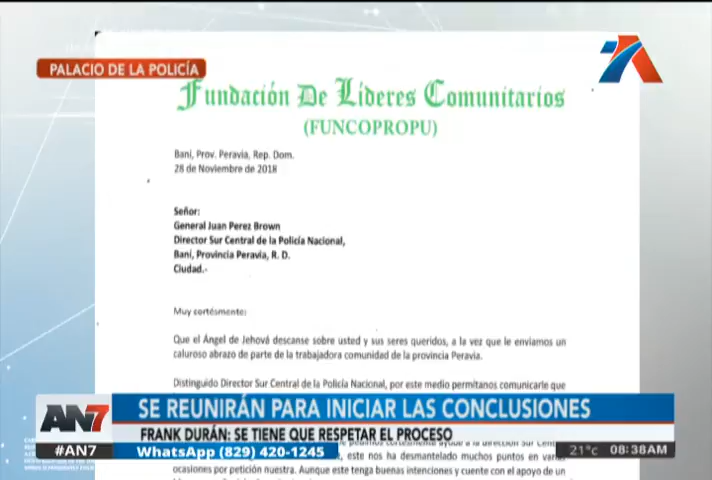 PALACIO DE LA POLICÍA
Fundación De Líderes Comunitarios
(FUNCOPROPU)
Baní, Prov. Peravia, Rep. Dom.
28 de Noviembre de 2018
Señor:
General Juan Perez Brown
Director Sur Central de la Policía Nacional,
Baní, Provincia Peravia, R. D.
Ciudad.-
Muy cortésmente:
Que el Ángel de Jehová descanse sobre usted y sus seres queridos, a la vez que le enviamos un
caluroso abrazo de parte de la trabajadora comunidad de la provincia Peravia.
Distinguido Director Sur Central de la Policía Nacional, por este medio permítanos comunicarle que
AN7
SE REUNIRÁN PARA INICIAR LAS CONCLUSIONES
FRANK DURÁN: SE TIENE QUE RESPETAR EL PROCESO
#AN7
WhatsApp (829) 420-1245
21°c
08:38AM
, este nos ha desmantelado muchos puntos en varias
ocasiones por petición nuestra. Aunque este tenga buenas intenciones y cuente con el apoyo de un